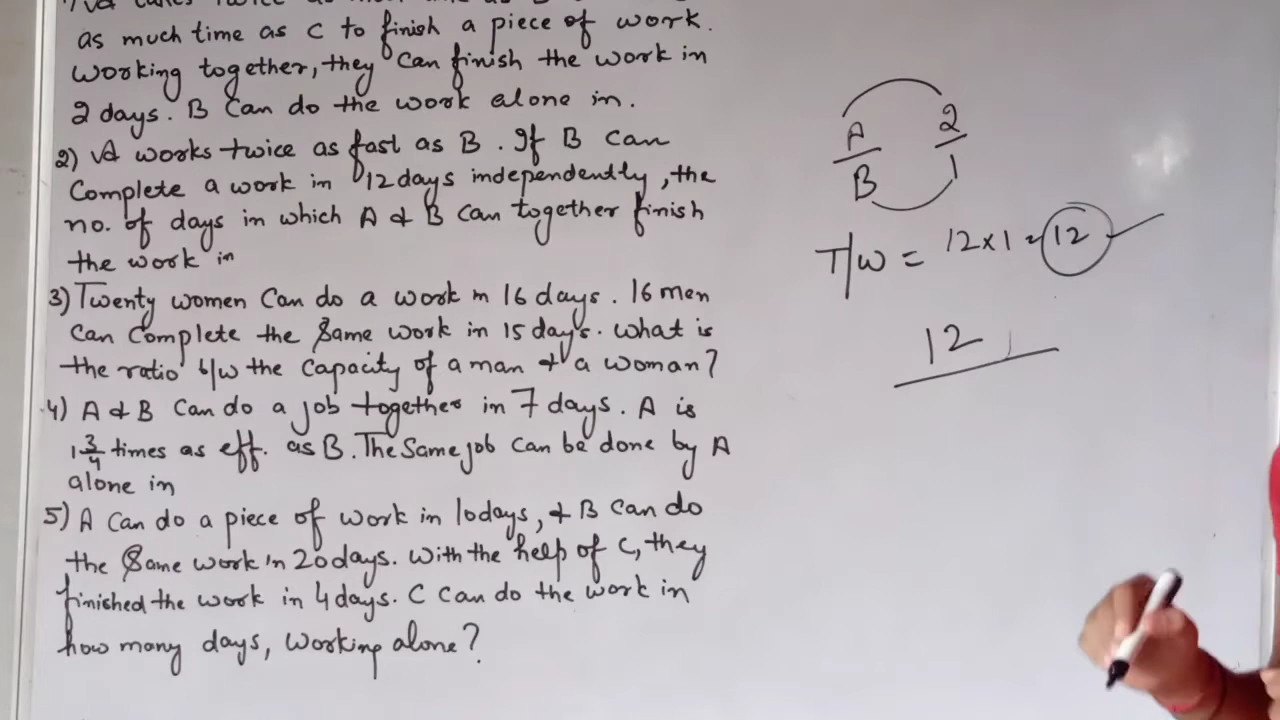 as much time as C to finish a piece of work.
Working together, they can finish the work in
2 days. B can do the work alone in.
2) A works twice as fast as B. If B can
Complete a work in 12 days independently, the
no. of days in which A & B can together finish
the work in
3) Twenty women can do a work in 16 days. 16 men
can complete the same work in 15 days. What is
the ratio b/w the capacity of a man & a woman?
4) A & B can do a job together in 7 days. A is
1 3/4 times as eff. as B. The same job can be done by A
alone in
5) A can do a piece of work in 10 days, & B can do
the same work in 20 days. With the help of C, they
finished the work in 4 days. C can do the work in
how many days, working alone?
A 2
B 1
T/W = 12 x 1 = 12
12